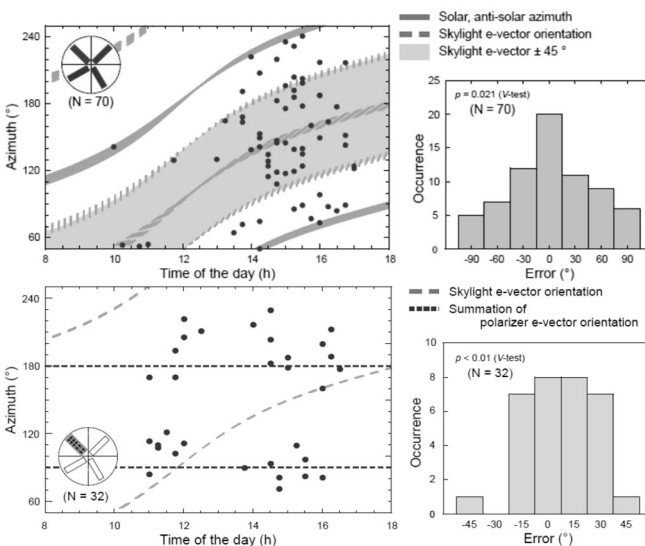 Solar, anti-solar azimuth
Skylight e-vector orientation
Skylight e-vector ± 45 °
240
180
120
60
Azimuth (°)
(N = 70)
8
10
12
14
16
18
Time of the day (h)
25
20
15
10
5
0
Occurrence
p = 0.021 (V-test)
(N = 70)
-90
-60
-30
0
30
60
90
Error (°)
Skylight e-vector orientation
Summation of
polarizer e-vector orientation
240
180
120
60
Azimuth (°)
(N = 32)
8
10
12
14
16
18
Time of the day (h)
10
8
6
4
2
0
Occurrence
p < 0.01 (V-test)
(N = 32)
-45
-30
-15
0
15
30
45
Error (°)